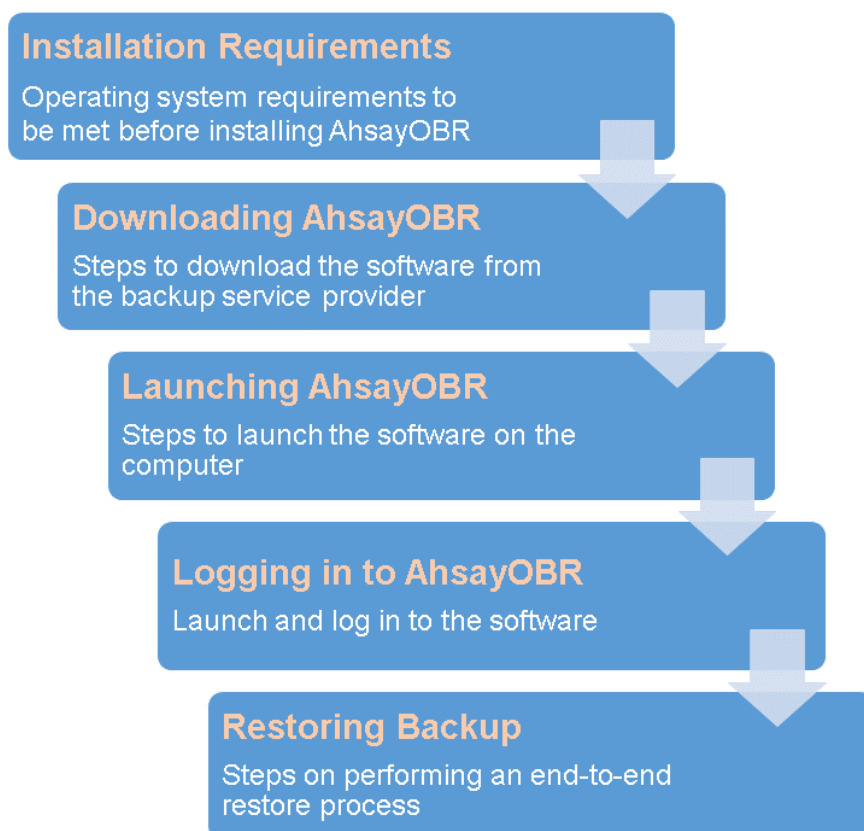 Installation Requirements
Operating system requirements to
be met before installing AhsayOBR
Downloading AhsayOBR
Steps to download the software from
the backup service provider
Launching AhsayOBR
Steps to launch the software on the
computer
Logging in to AhsayOBR
Launch and log in to the software
Restoring Backup
Steps on performing an end-to-end
restore process